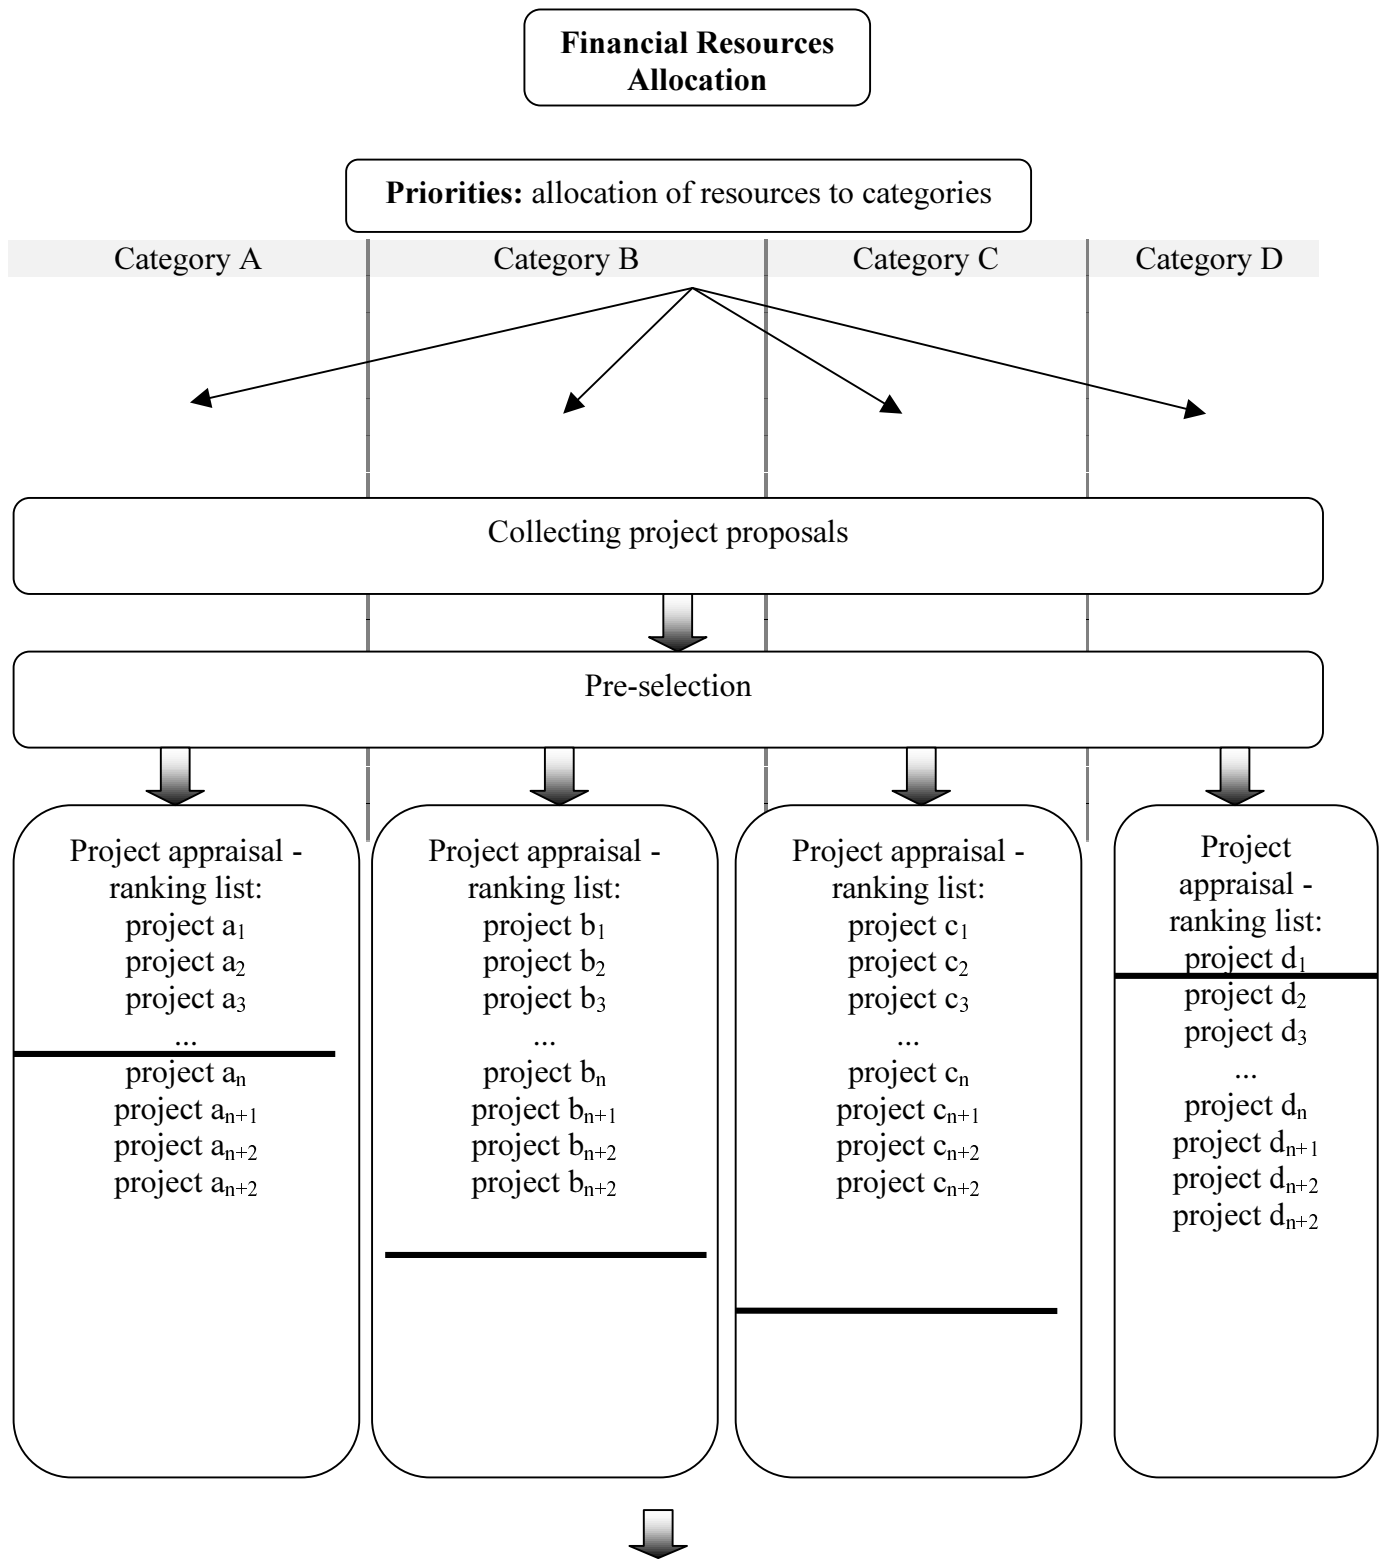 Financial Resources
Allocation
Priorities: allocation of resources to categories
Category A
Category B
Category C
Category D
Collecting project proposals
Pre-selection
Project appraisal -
ranking list:
project a1
project a2
project a3
...
project an
project an+1
project an+2
project an+2
Project appraisal -
ranking list:
project b1
project b2
project b3
...
project bn
project bn+1
project bn+2
project bn+2
Project appraisal -
ranking list:
project c1
project c2
project c3
...
project cn
project cn+1
project cn+2
project cn+2
Project
appraisal -
ranking list:
project d1
project d2
project d3
...
project dn
project dn+1
project dn+2
project dn+2